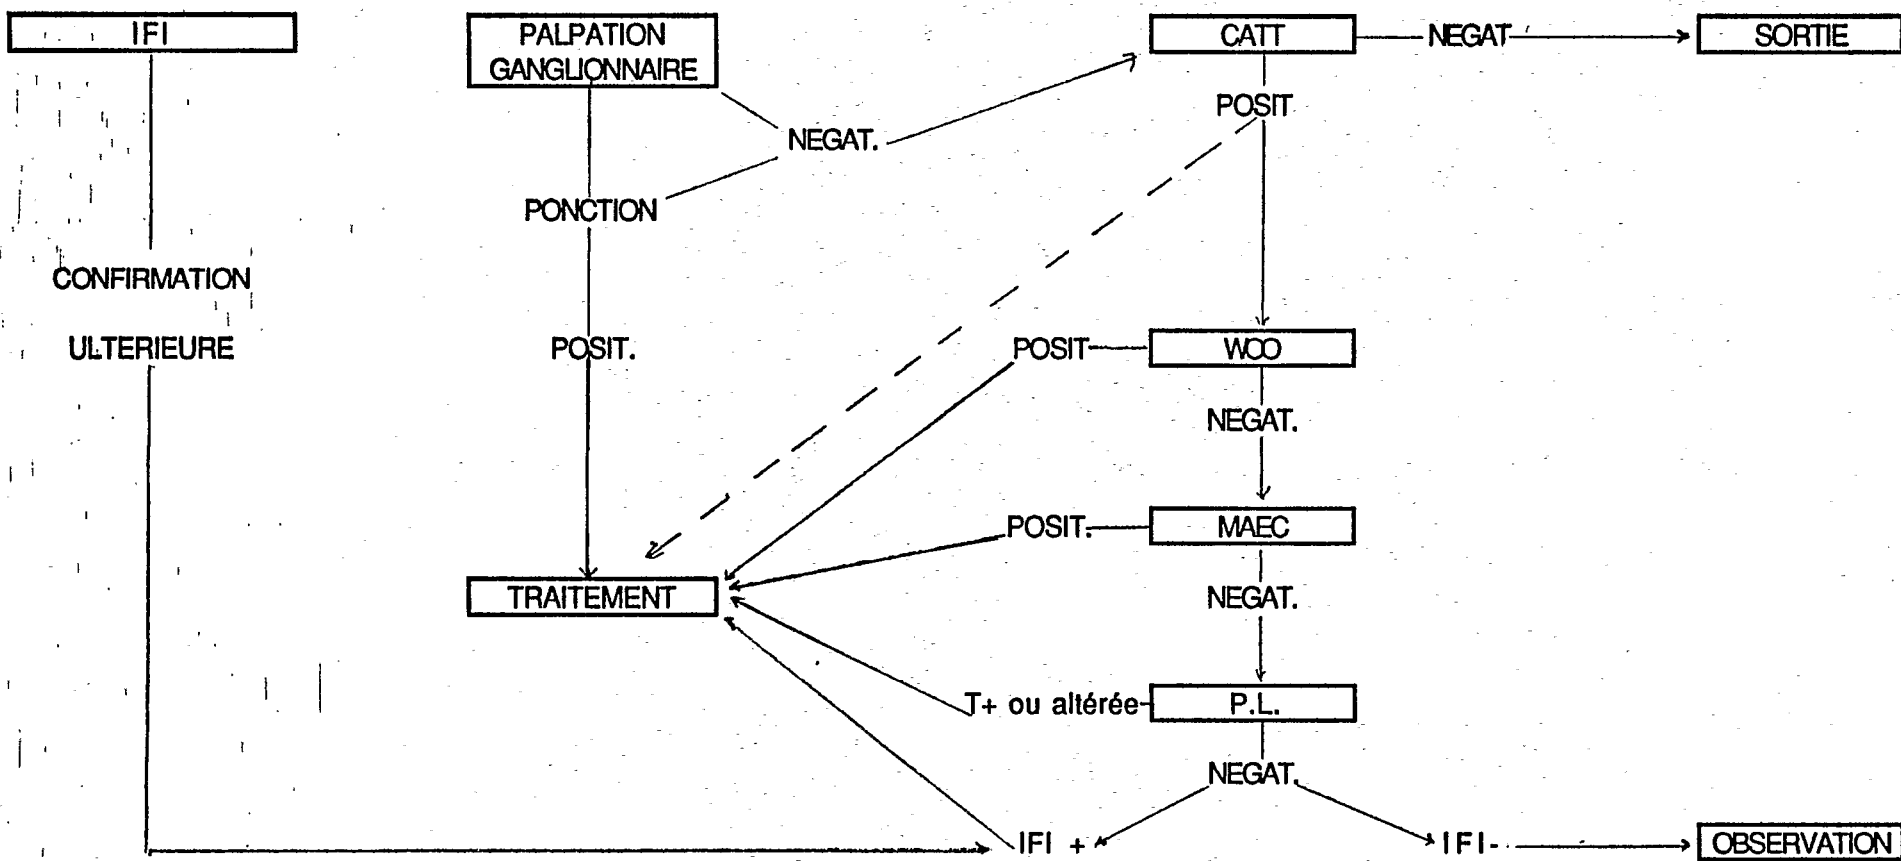 IFI
PALPATION
GANGLIONNAIRE
CATT
NEGAT
SORTIE
POSIT
NEGAT.
PONCTION
CONFIRMATION
ULTERIEURE
POSIT.
POSIT
WOO
NEGAT.
POSIT.
MAEC
TRAITEMENT
NEGAT.
T+ ou altérée
P.L.
NEGAT.
IFI +
IFI-
OBSERVATION